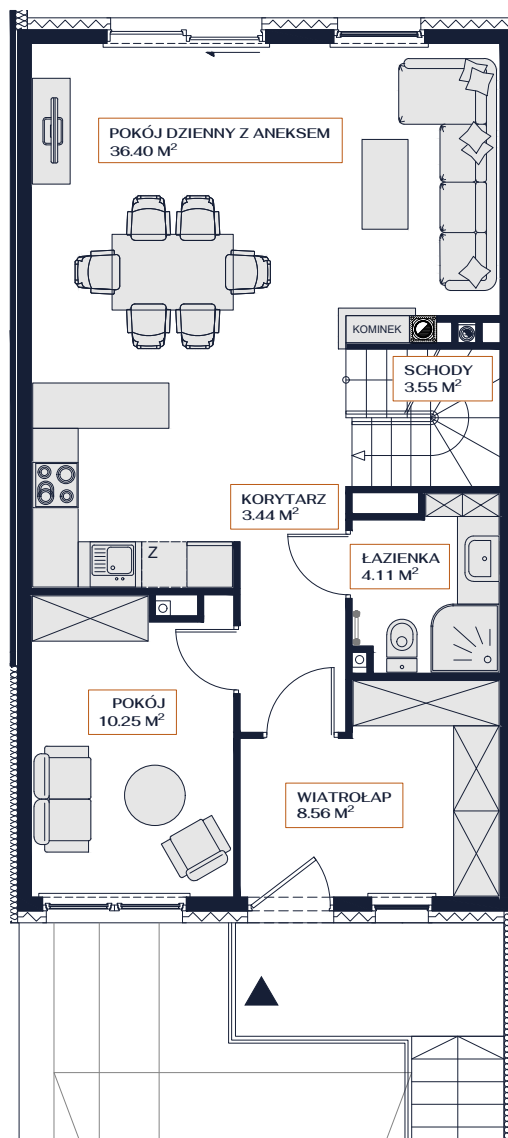 POKÓJ DZIENNY Z ANEKSEM
36.40 M²
KOMINEK
SCHODY
3.55 M²
KORYTARZ
3.44 M²
Z
ŁAZIENKA
4.11 M²
POKÓJ
10.25 M²
WIATROŁAP
8.56 M²